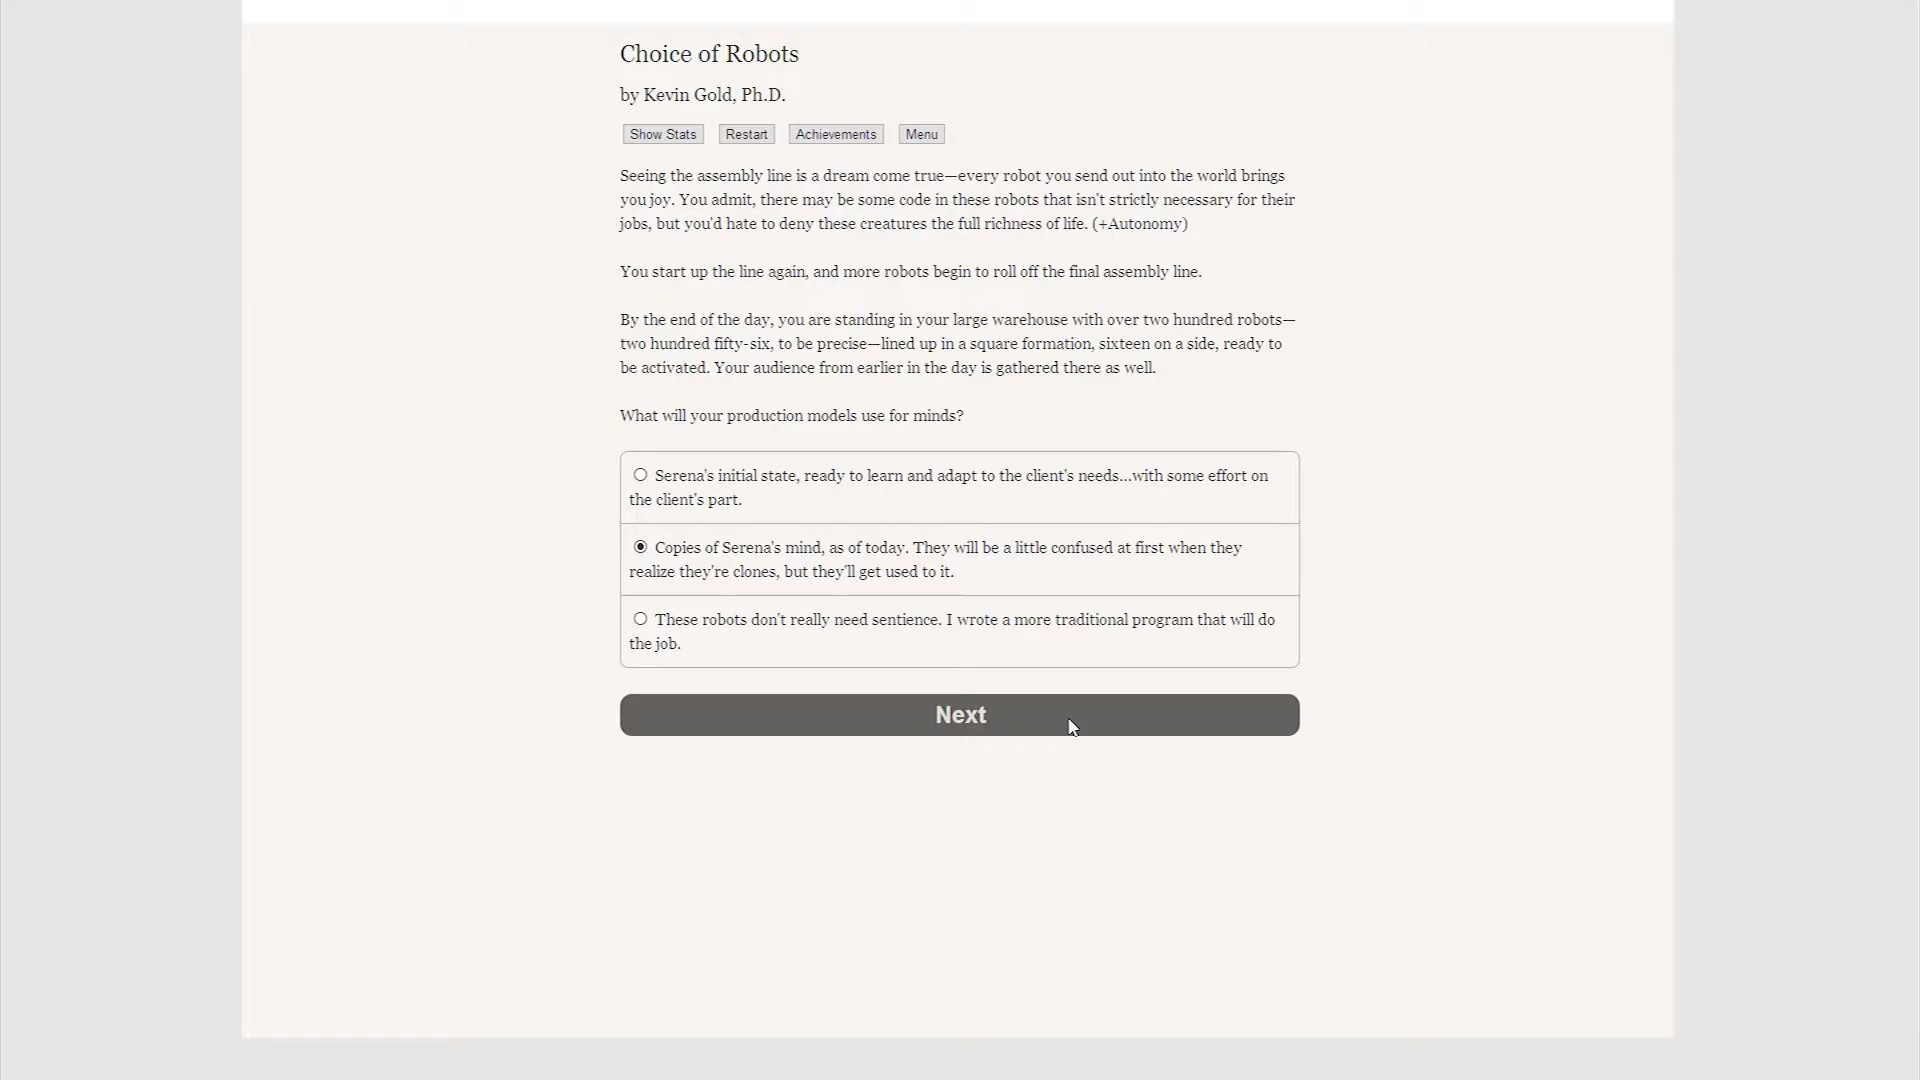 Choice of Robots
by Kevin Gold, Ph.D.
Show Stats Restart Achievements Menu
Seeing the assembly line is a dream come true—every robot you send out into the world brings
you joy. You admit, there may be some code in these robots that isn't strictly necessary for their
jobs, but you'd hate to deny these creatures the full richness of life. (+Autonomy)
You start up the line again, and more robots begin to roll off the final assembly line.
By the end of the day, you are standing in your large warehouse with over two hundred robots—
two hundred fifty-six, to be precise—lined up in a square formation, sixteen on a side, ready to
be activated. Your audience from earlier in the day is gathered there as well.
What will your production models use for minds?
Serena's initial state, ready to learn and adapt to the client's needs...with some effort on
the client's part.
Copies of Serena's mind, as of today. They will be a little confused at first when they
realize they're clones, but they'll get used to it.
These robots don't really need sentience. I wrote a more traditional program that will do
the job.
Next